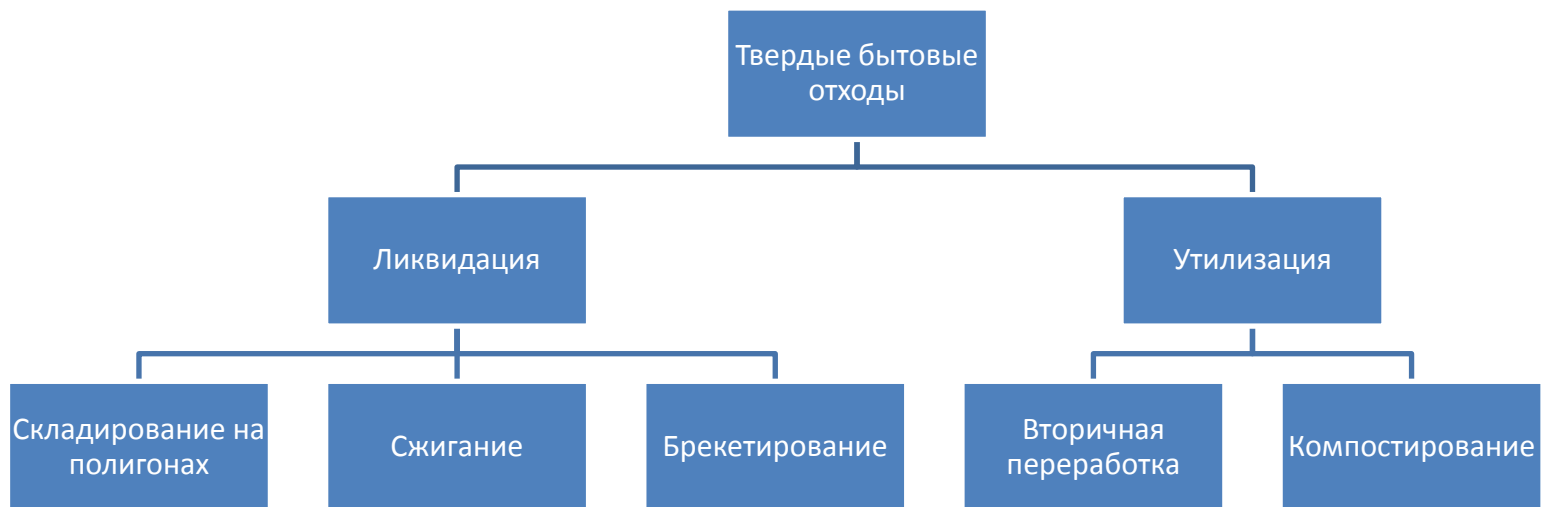 Твердые бытовые
отходы
Ликвидация
Утилизация
Складирование на
полигонах
Сжигание
Брекетирование
Вторичная
переработка
Компостирование